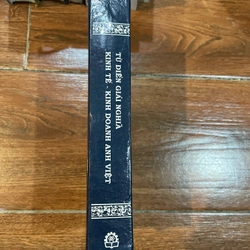 TỪ ĐIỂN GIẢI NGHĨA
KINH TẾ - KINH DOANH ANH VIỆT